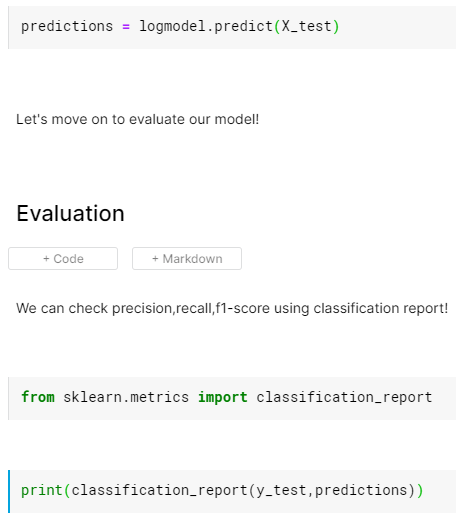 predictions = logmodel.predict(X_test)
Let's move on to evaluate our model!
Evaluation
+ Code + Markdown
We can check precision,recall,f1-score using classification report!
from sklearn.metrics import classification_report
print(classification_report(y_test,predictions))